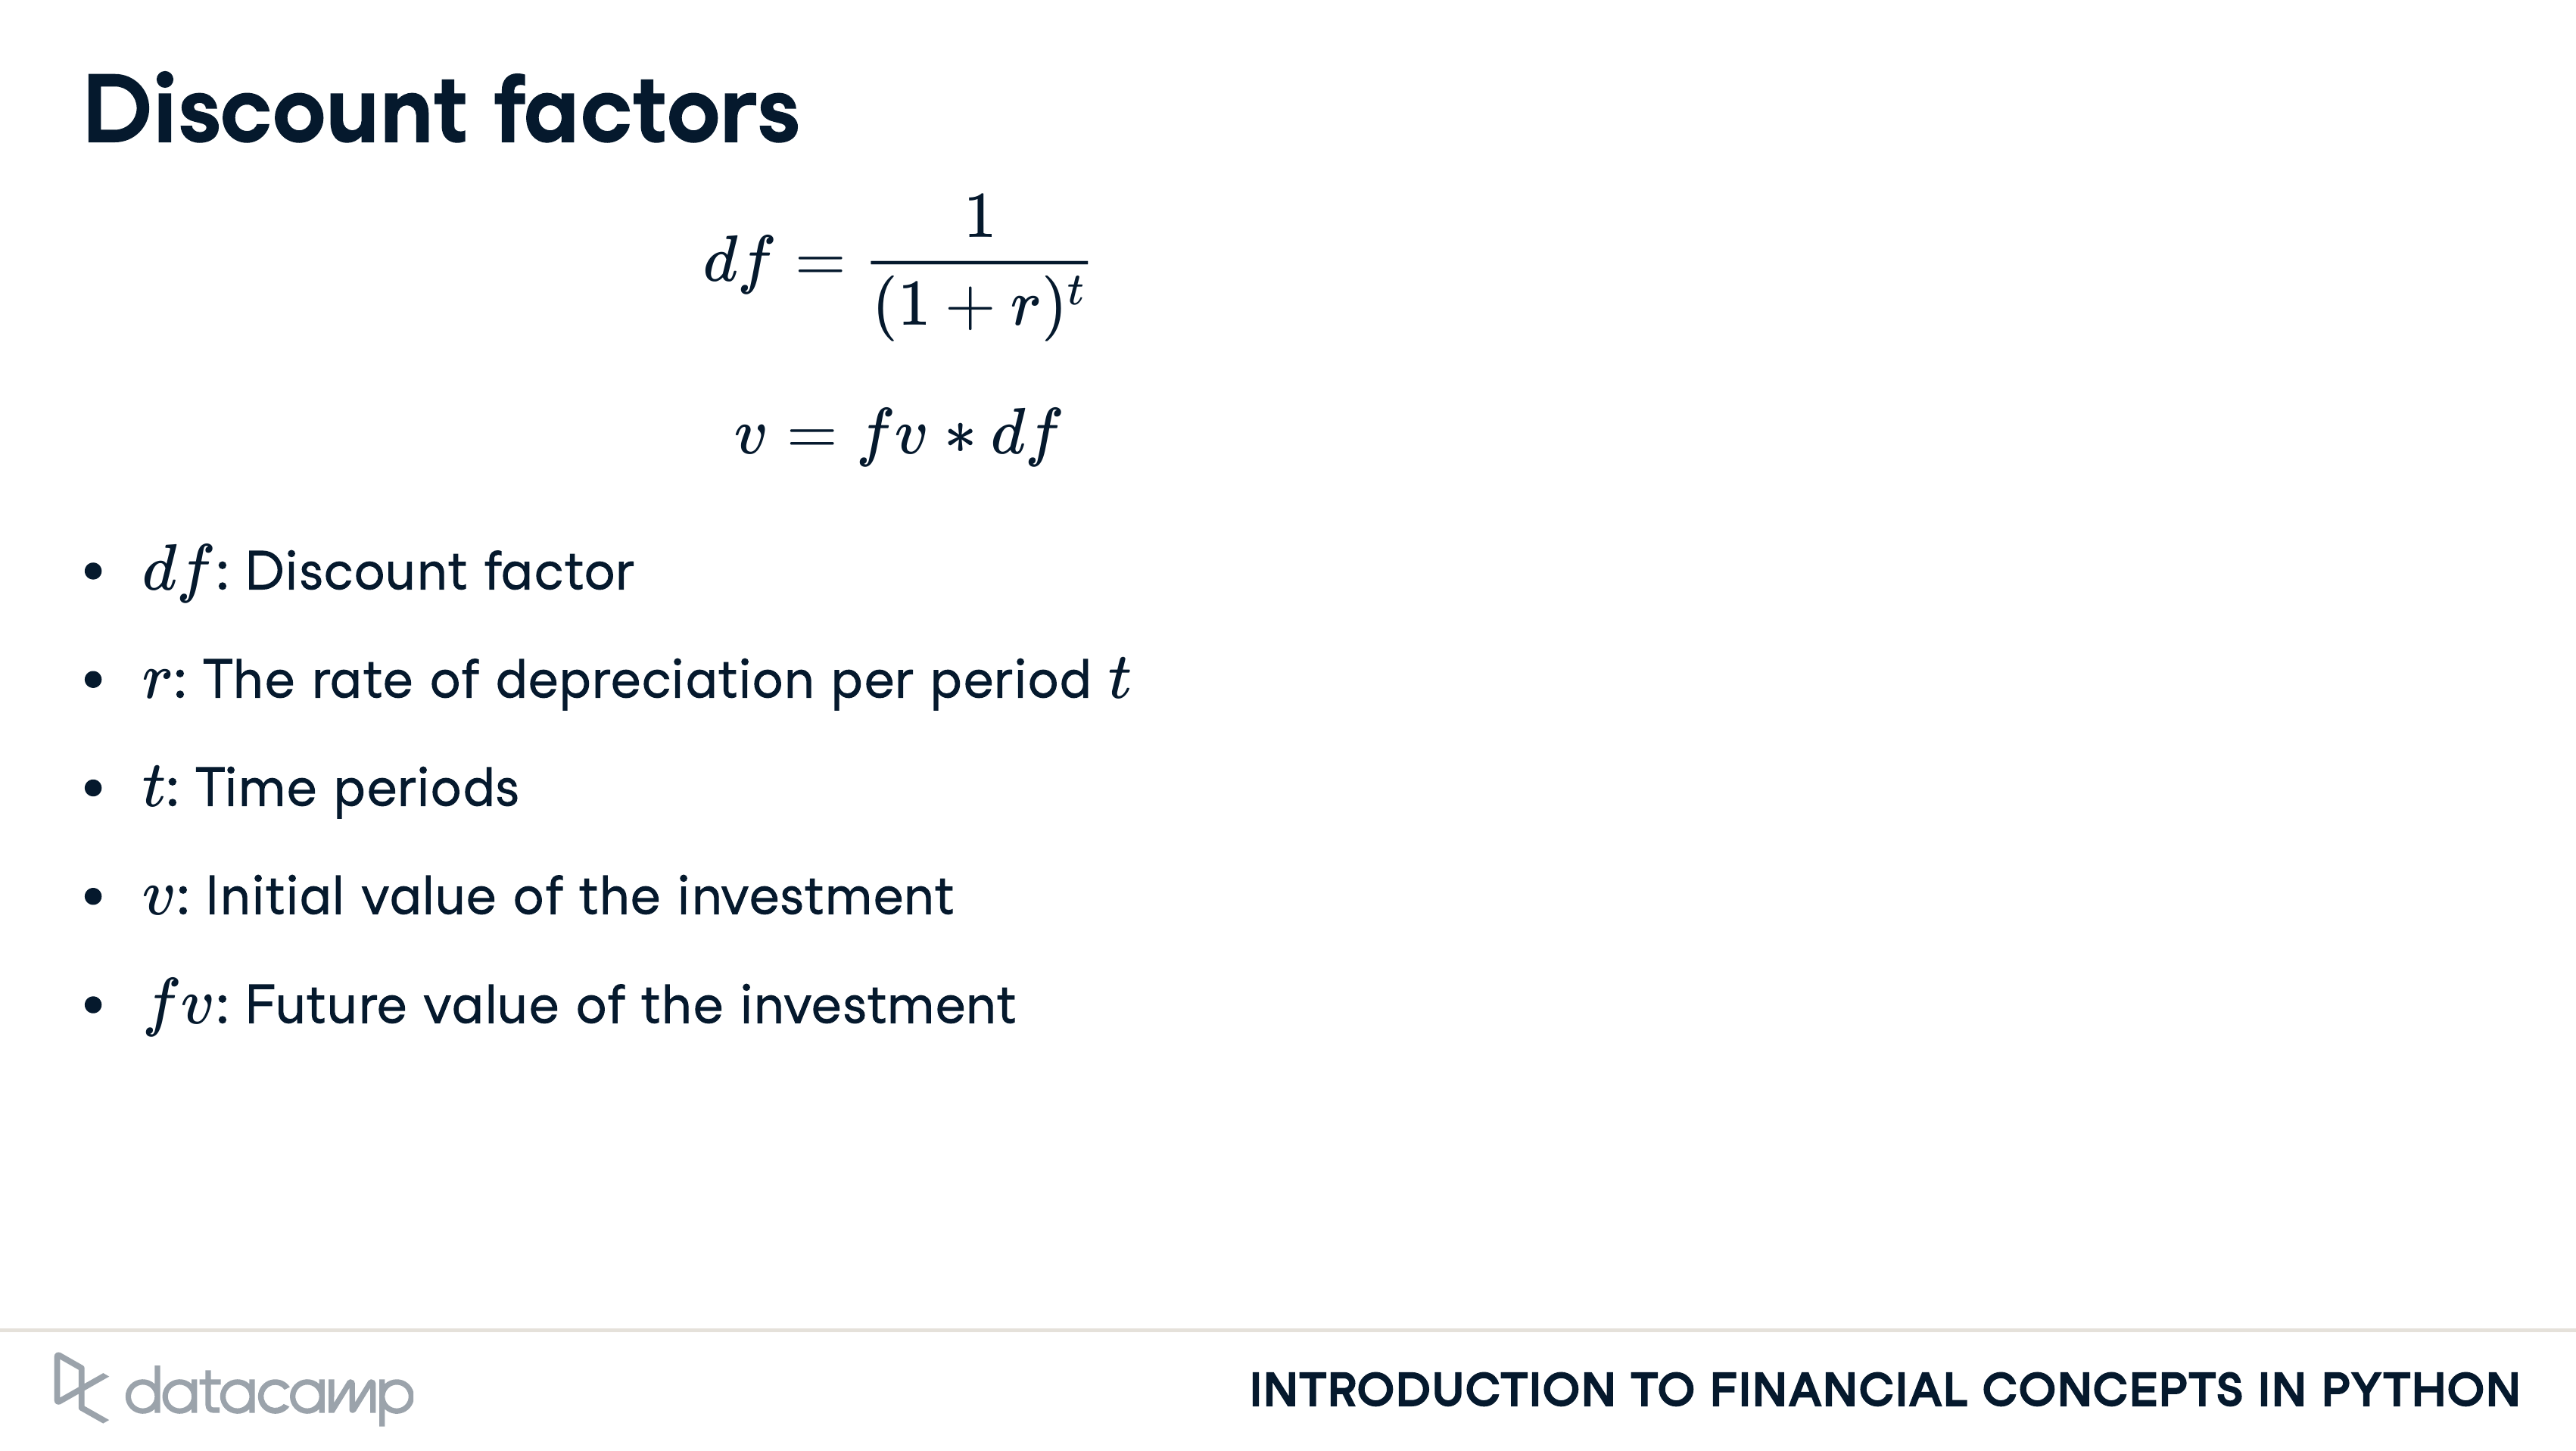 Discount factors
df = 1 / (1 + r)^t
v = fv * df
• df: Discount factor
• r: The rate of depreciation per period t
• t: Time periods
• v: Initial value of the investment
• fv: Future value of the investment
datacamp
INTRODUCTION TO FINANCIAL CONCEPTS IN PYTHON